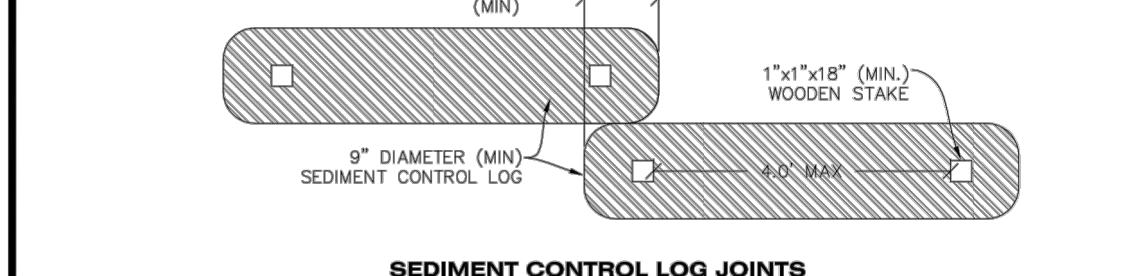 (MIN)
1"x1"x18" (MIN.)
WOODEN STAKE
9" DIAMETER (MIN)
SEDIMENT CONTROL LOG
4.0' MAX
SEDIMENT CONTROL LOG JOINTS